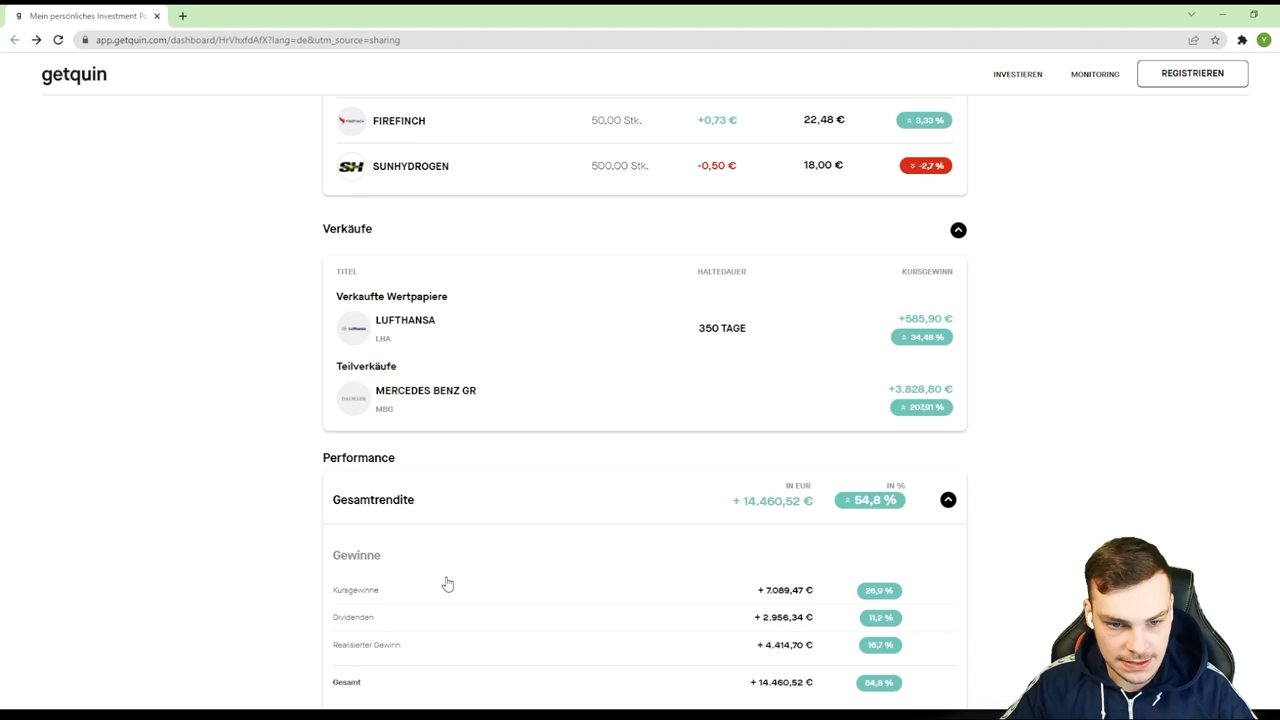 Mein persönliches Investment Po
app.getquin.com/dashboard/HrVhxfdAfX?lang=de&utm_source=sharing
Y
getquin
INVESTIEREN
MONITORING
REGISTRIEREN
FIREFINCH 50,00 Stk. +0,73 € 22,48 € 3,33 %
SH SUNHYDROGEN 500,00 Stk. -0,50 € 18,00 € -2,7 %
Verkäufe
TITEL HALTEDAUER KURSGEWINN
Verkaufte Wertpapiere
LUFTHANSA 350 TAGE +585,90 €
LHA 34,48 %
Teilverkäufe
MERCEDES BENZ GR +3.828,80 €
DAIMLER
MBG 207,91 %
Performance
IN EUR IN %
Gesamtrendite + 14.460,52 € 54,8 %
Gewinne
Kursgewinne + 7.089,47 € 26,9 %
Dividenden + 2.956,34 € 11,2 %
Realisierter Gewinn + 4.414,70 € 16,7 %
Gesamt + 14.460,52 € 54,8 %